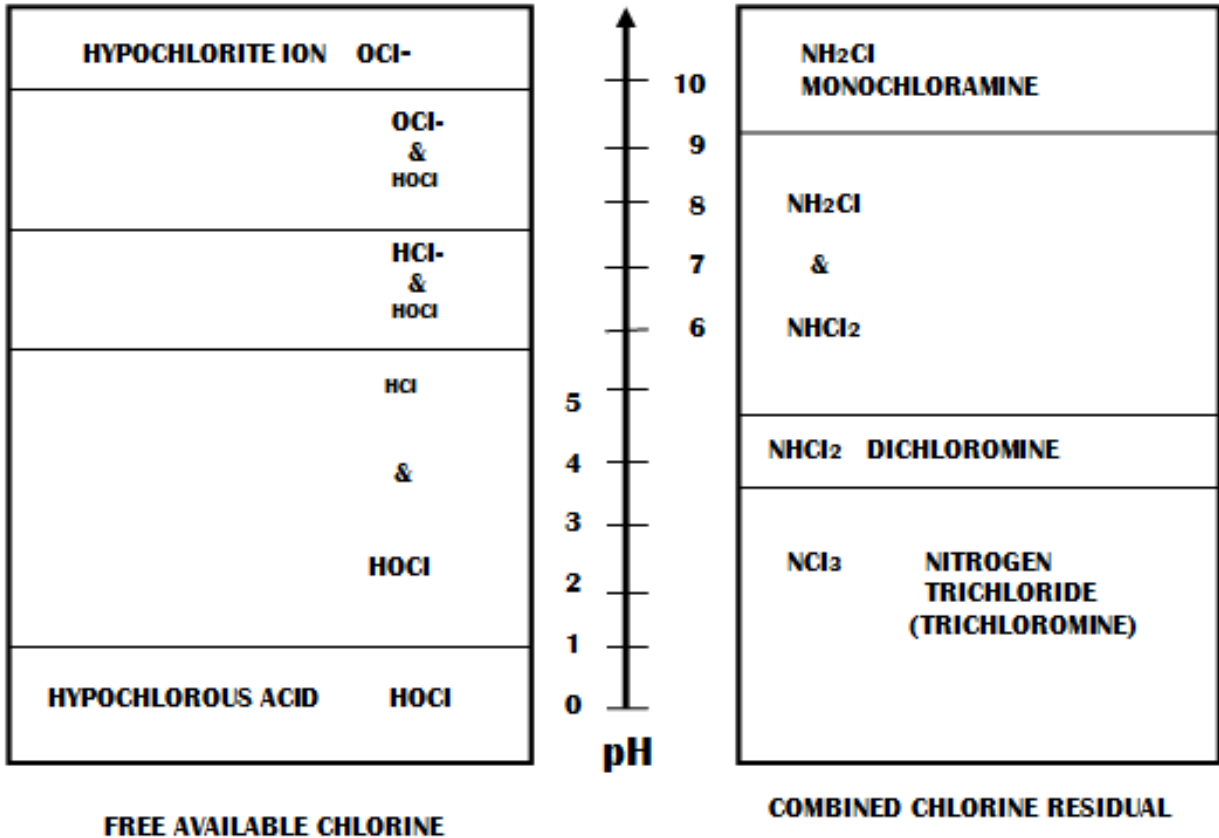 HYPOCHLORITE ION OCl-
OCl-
&
HOCl
HCl-
&
HOCl
HCl
&
HOCl
HYPOCHLOROUS ACID HOCl
FREE AVAILABLE CHLORINE
10
9
8
7
6
5
4
3
2
1
0
pH
NH₂Cl
MONOCHLORAMINE
NH₂Cl
&
NHCl₂
NHCl₂ DICHLOROMINE
NCl₃ NITROGEN
TRICHLORIDE
(TRICHLOROMINE)
COMBINED CHLORINE RESIDUAL